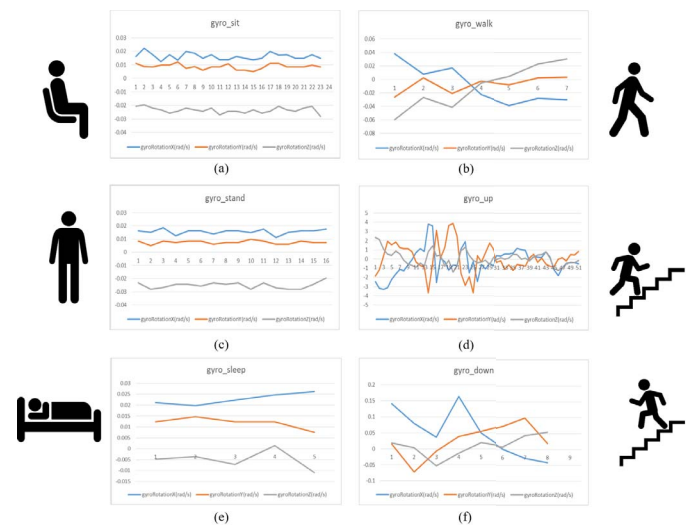 gyro_sit
0.03
0.02
0.01
0
1 2 3 4 5 6 7 8 9 10 11 12 13 14 15 16 17 18 19 20 21 22 23 24
-0.01
-0.02
-0.03
-0.04
gyroRotationX(rad/s) gyroRotationY(rad/s) gyroRotationZ(rad/s)
(a)
gyro_walk
0.06
0.04
0.02
0
1 2 3 4 5 6 7
-0.02
-0.04
-0.06
-0.08
gyroRotationX(rad/s) gyroRotationY(rad/s) gyroRotationZ(rad/s)
(b)
gyro_stand
0.03
0.02
0.01
0
1 2 3 4 5 6 7 8 9 10 11 12 13 14 15 16
-0.01
-0.02
-0.03
-0.04
gyroRotationX(rad/s) gyroRotationY(rad/s) gyroRotationZ(rad/s)
(c)
gyro_up
5
4
3
2
1
0
-1
-2
-3
-4
-5
gyroRotationX(rad/s) gyroRotationY(rad/s) gyroRotationZ(rad/s)
(d)
gyro_sleep
0.03
0.025
0.02
0.015
0.01
0.005
0
1 2 3 4 5
-0.005
-0.01
-0.015
gyroRotationX(rad/s) gyroRotationY(rad/s) gyroRotationZ(rad/s)
(e)
gyro_down
0.2
0.15
0.1
0.05
0
1 2 3 4 5 6 7 8 9
-0.05
-0.1
gyroRotationX(rad/s) gyroRotationY(rad/s) gyroRotationZ(rad/s)
(f)